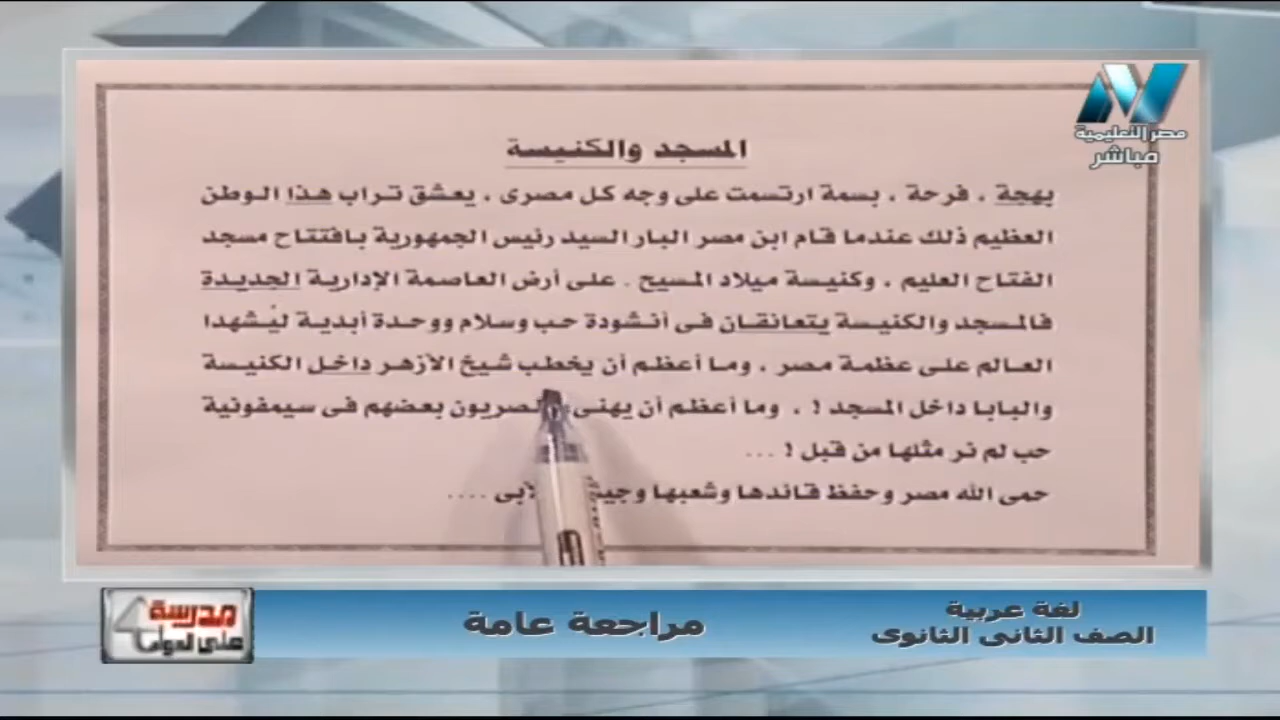 مصر التعليمية
مباشر
المسجد والكنيسة
بهجة ، فرحة ، بسمة ارتسمت على وجه كل مصرى ، يعشق تراب هذا الوطن
العظيم ذلك عندما قام ابن مصر البار السيد رئيس الجمهورية بافتتاح مسجد
الفتاح العليم ، وكنيسة ميلاد المسيح . على أرض العاصمة الإدارية الجديدة
فالمسجد والكنيسة يتعانقان فى أنشودة حب وسلام ووحدة أبدية ليُشهدا
العالم على عظمة مصر ، وما أعظم أن يخطب شيخ الأزهر داخل الكنيسة
والبابا داخل المسجد ! ، وما أعظم أن يهنئ المصريون بعضهم فى سيمفونية
حب لم نر مثلها من قبل ! ...
حمى الله مصر وحفظ قائدها وشعبها ....
لغة عربية
الصف الثانى الثانوى
مراجعة عامة
مدرسة
على الهواء
4